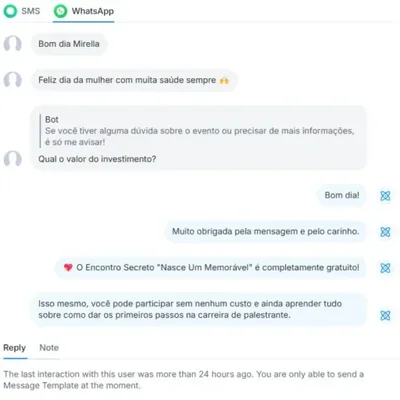 SMS WhatsApp
Bom dia Mirella
Feliz dia da mulher com muita saúde sempre 🙌
Bot
Se você tiver alguma dúvida sobre o evento ou precisar de mais informações,
é só me avisar!
Qual o valor do investimento?
Bom dia!
Muito obrigada pela mensagem e pelo carinho.
💖 O Encontro Secreto "Nasce Um Memorável" é completamente gratuito!
Isso mesmo, você pode participar sem nenhum custo e ainda aprender tudo
sobre como dar os primeiros passos na carreira de palestrante.
Reply Note
The last interaction with this user was more than 24 hours ago. You are only able to send a
Message Template at the moment.